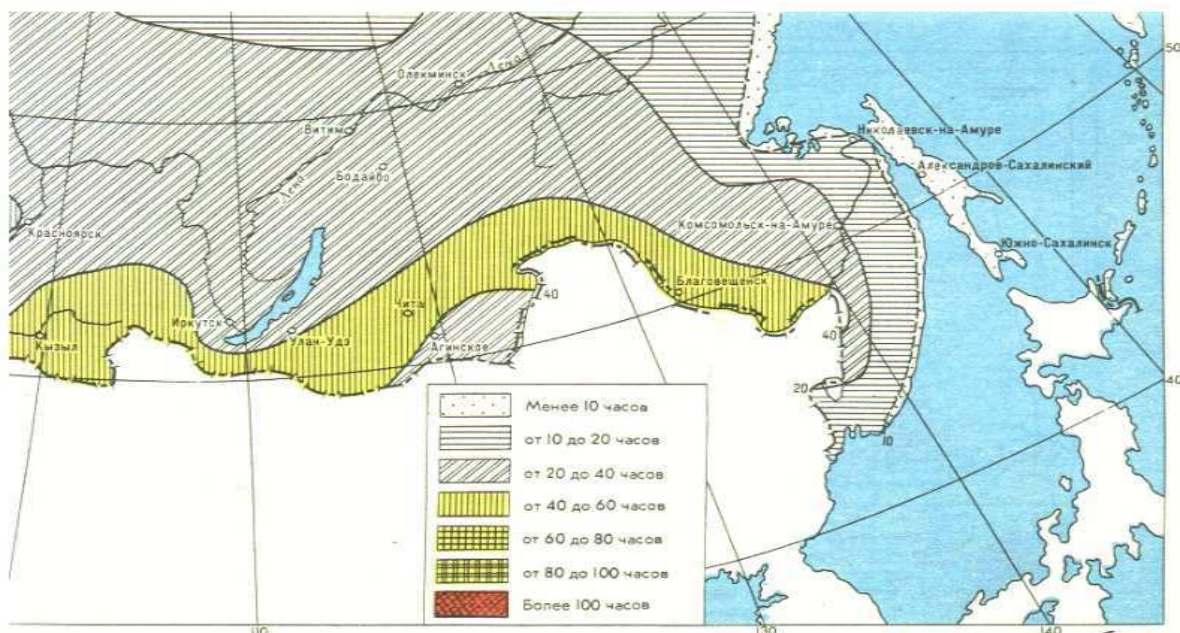 50
Олекминск
Лена
Николаевск-на-Амуре
Витим
Александров-Сахалинский
Бодайбо
Лена
Комсомольск-на-Амуре
Красноярск
Южно-Сахалинск
Благовещенск
40
Чита
Иркутск
Улан-Удэ
Агинское
40
Кызыл
40
20
10
Менее 10 часов
от 10 до 20 часов
от 20 до 40 часов
от 40 до 60 часов
от 60 до 80 часов
от 80 до 100 часов
Более 100 часов
110
130
140